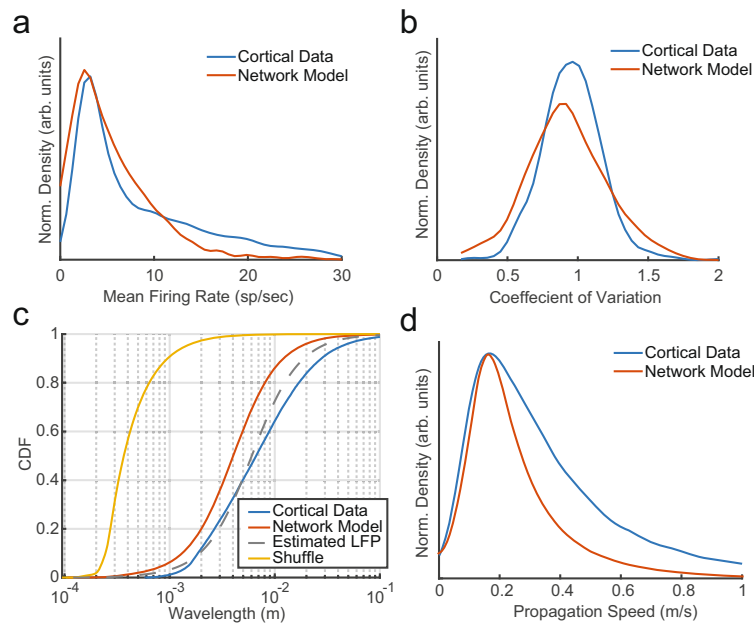 a
Norm. Density (arb. units)
Cortical Data
Network Model
0
10
20
30
Mean Firing Rate (sp/sec)
b
Norm. Density (arb. units)
Cortical Data
Network Model
0
0.5
1
1.5
2
Coeffecient of Variation
c
CDF
1
0.8
0.6
0.4
0.2
0
Cortical Data
Network Model
Estimated LFP
Shuffle
10-4
10-3
10-2
10-1
Wavelength (m)
d
Norm. Density (arb. units)
Cortical Data
Network Model
0
0.2
0.4
0.6
0.8
1
Propagation Speed (m/s)